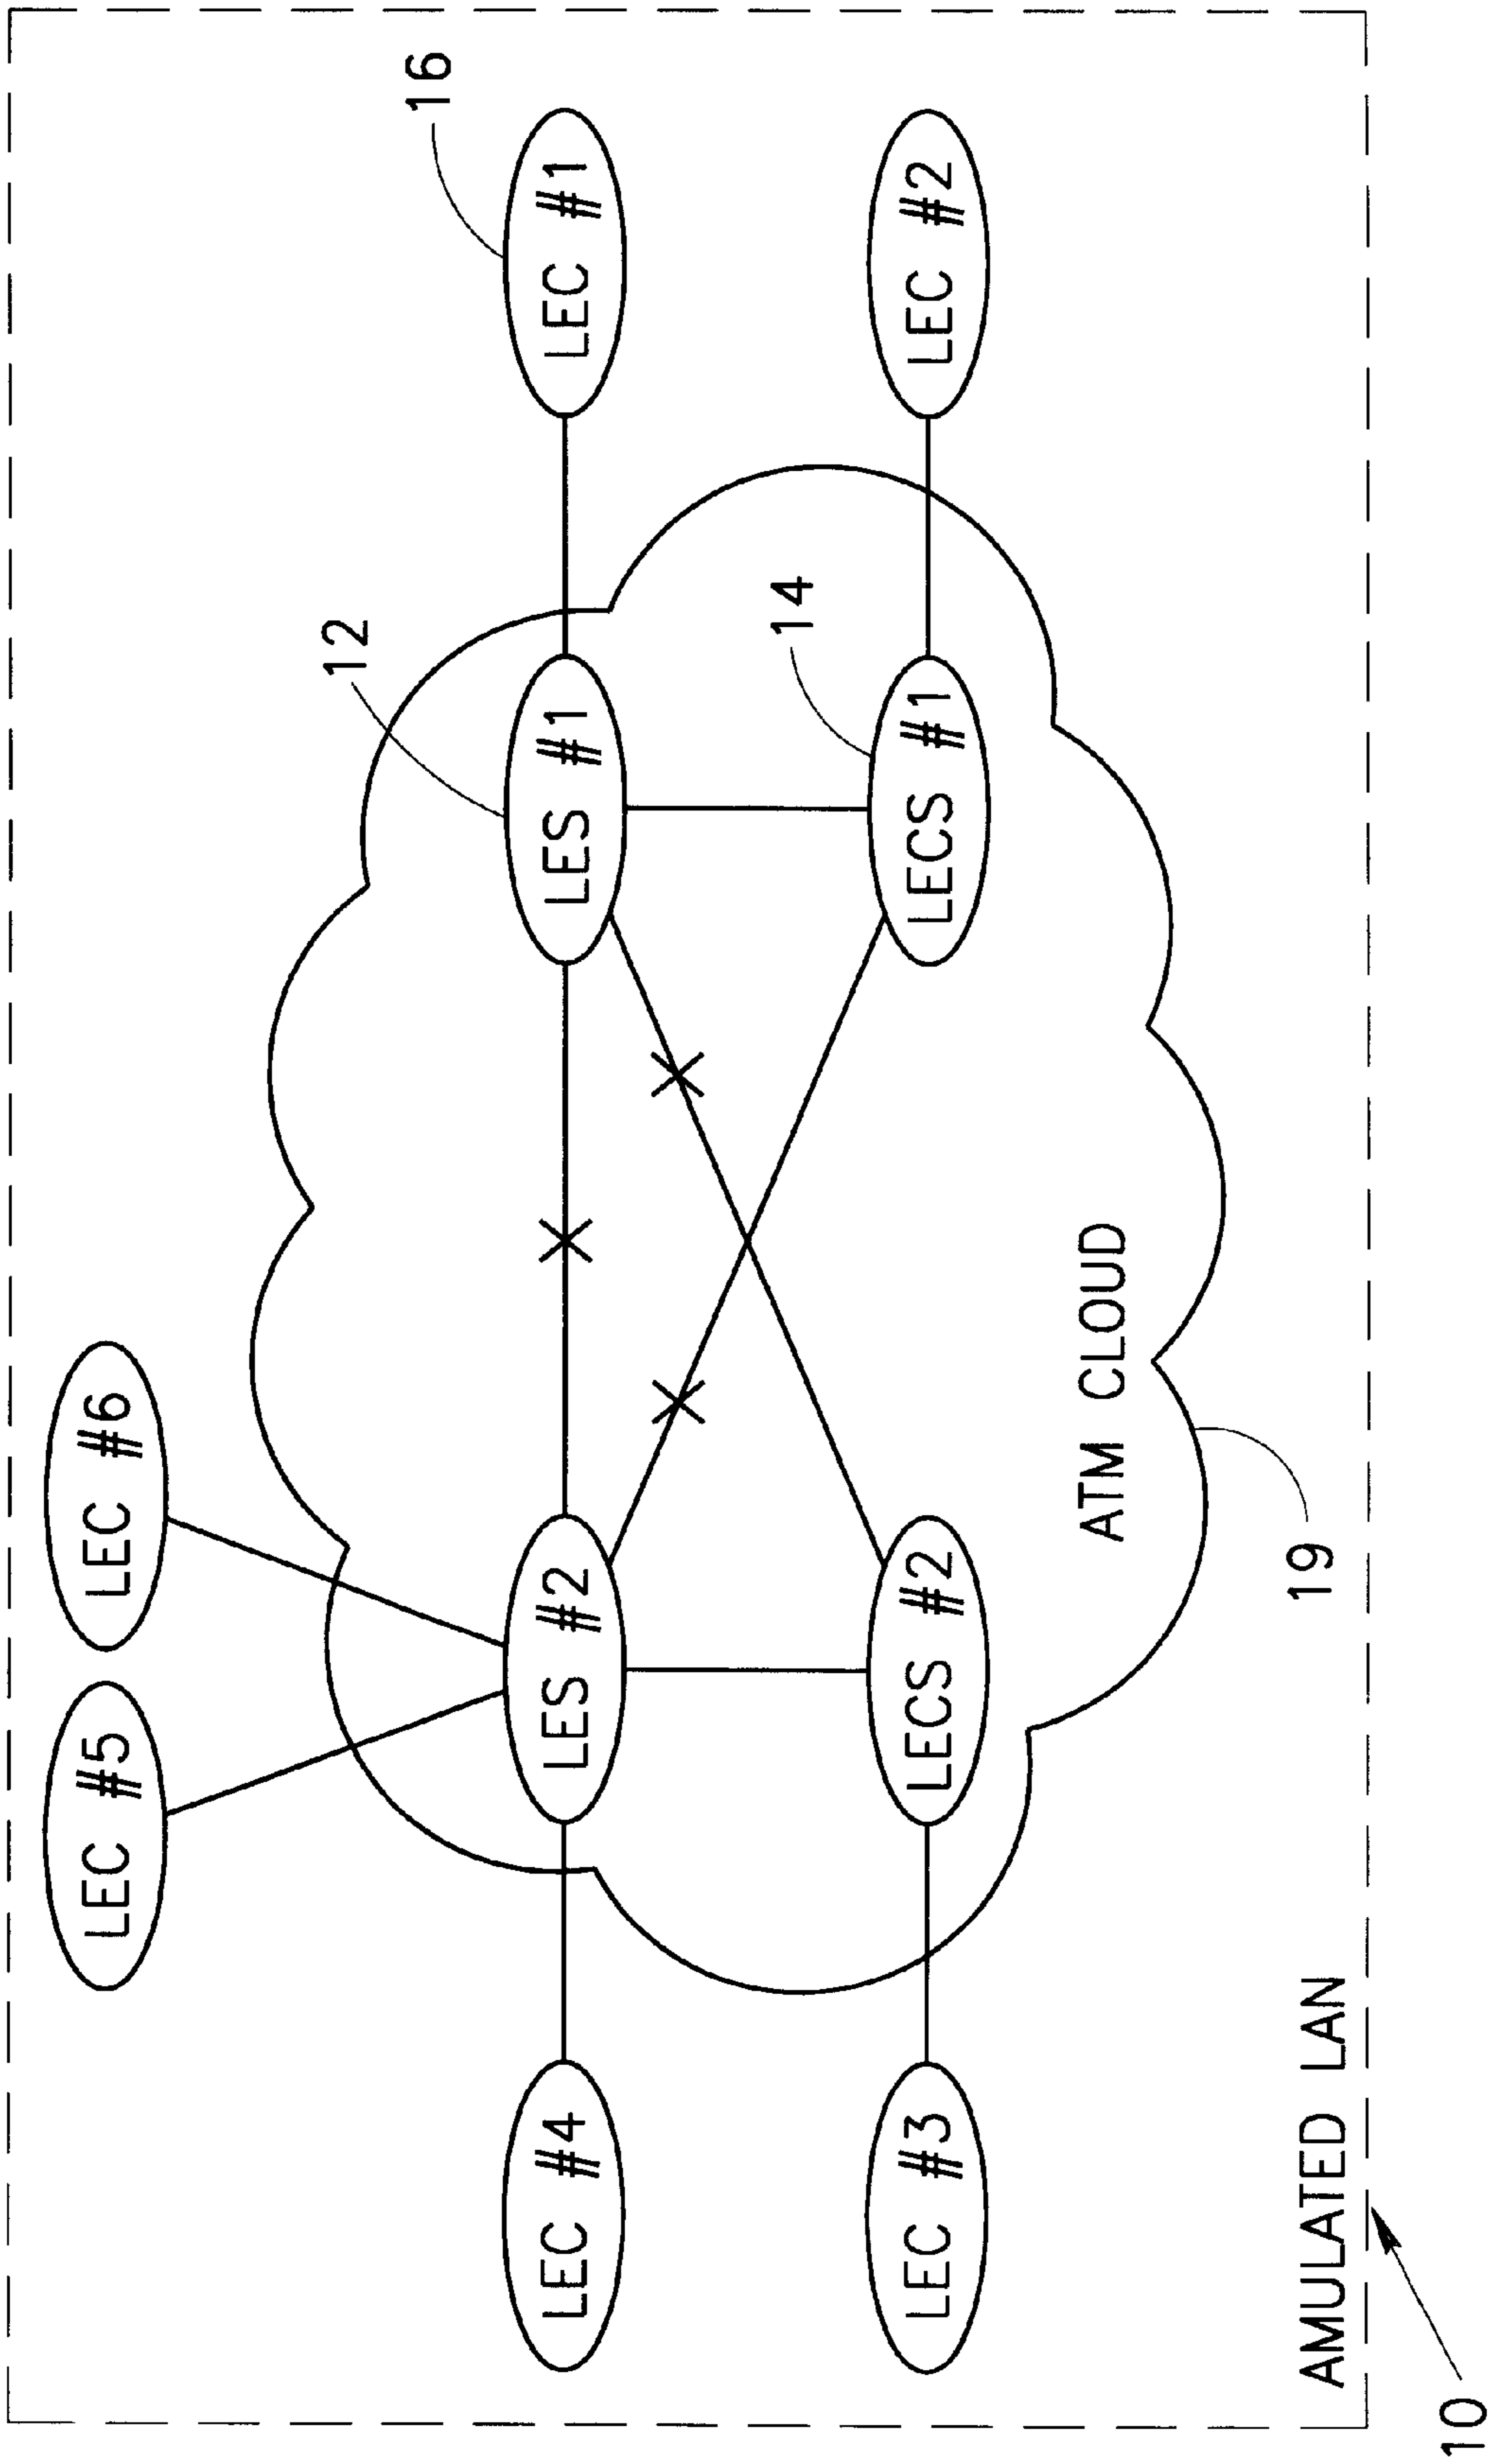 LEC #5
LEC #6
12
16
LEC #4
LES #2
LES #1
LEC #1
14
LEC #3
LECS #2
LECS #1
LEC #2
ATM CLOUD
19
AMULATED LAN
10